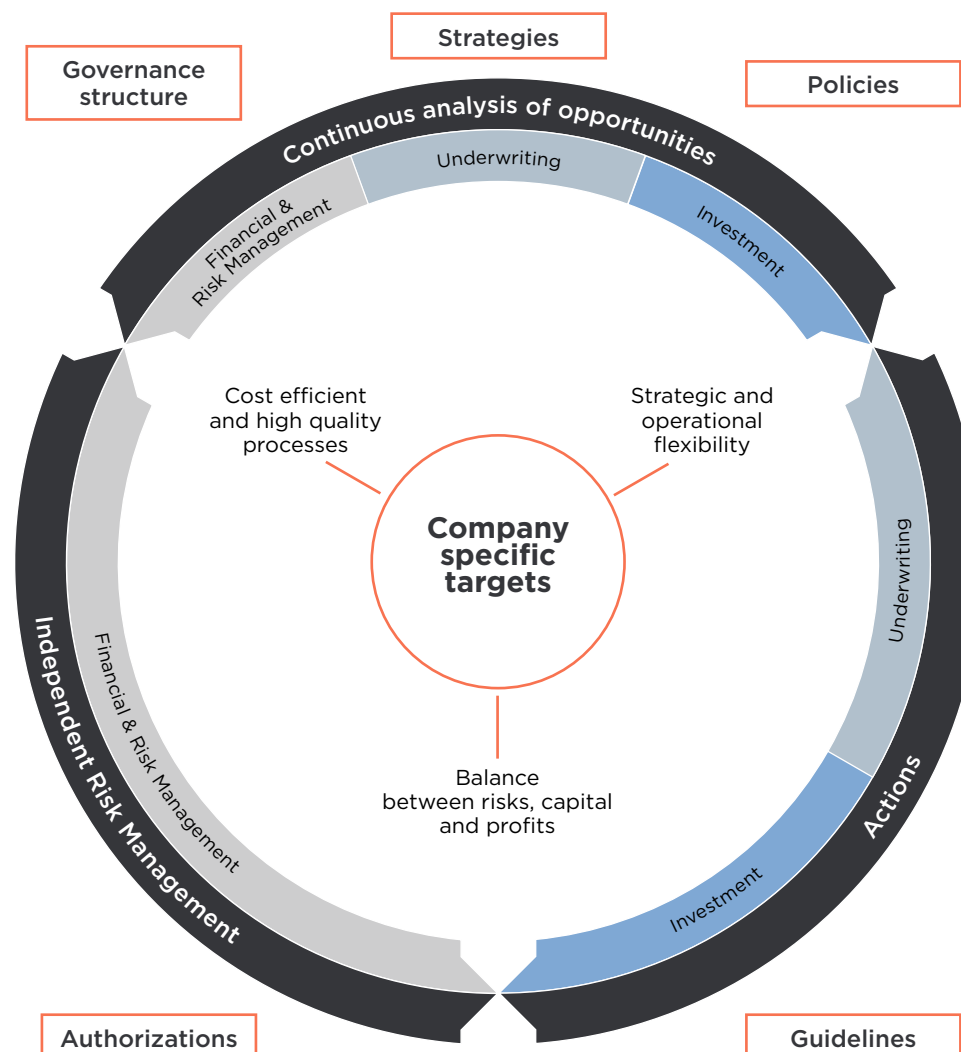 Strategies
Governance
structure
Policies
Continuous analysis of opportunities
Underwriting
Financial &
Risk Management
Investment
Cost efficient
and high quality
processes
Strategic and
operational
flexibility
Company
specific
targets
Underwriting
Independent Risk Management
Financial & Risk Management
Balance
between risks, capital
and profits
Actions
Investment
Authorizations
Guidelines